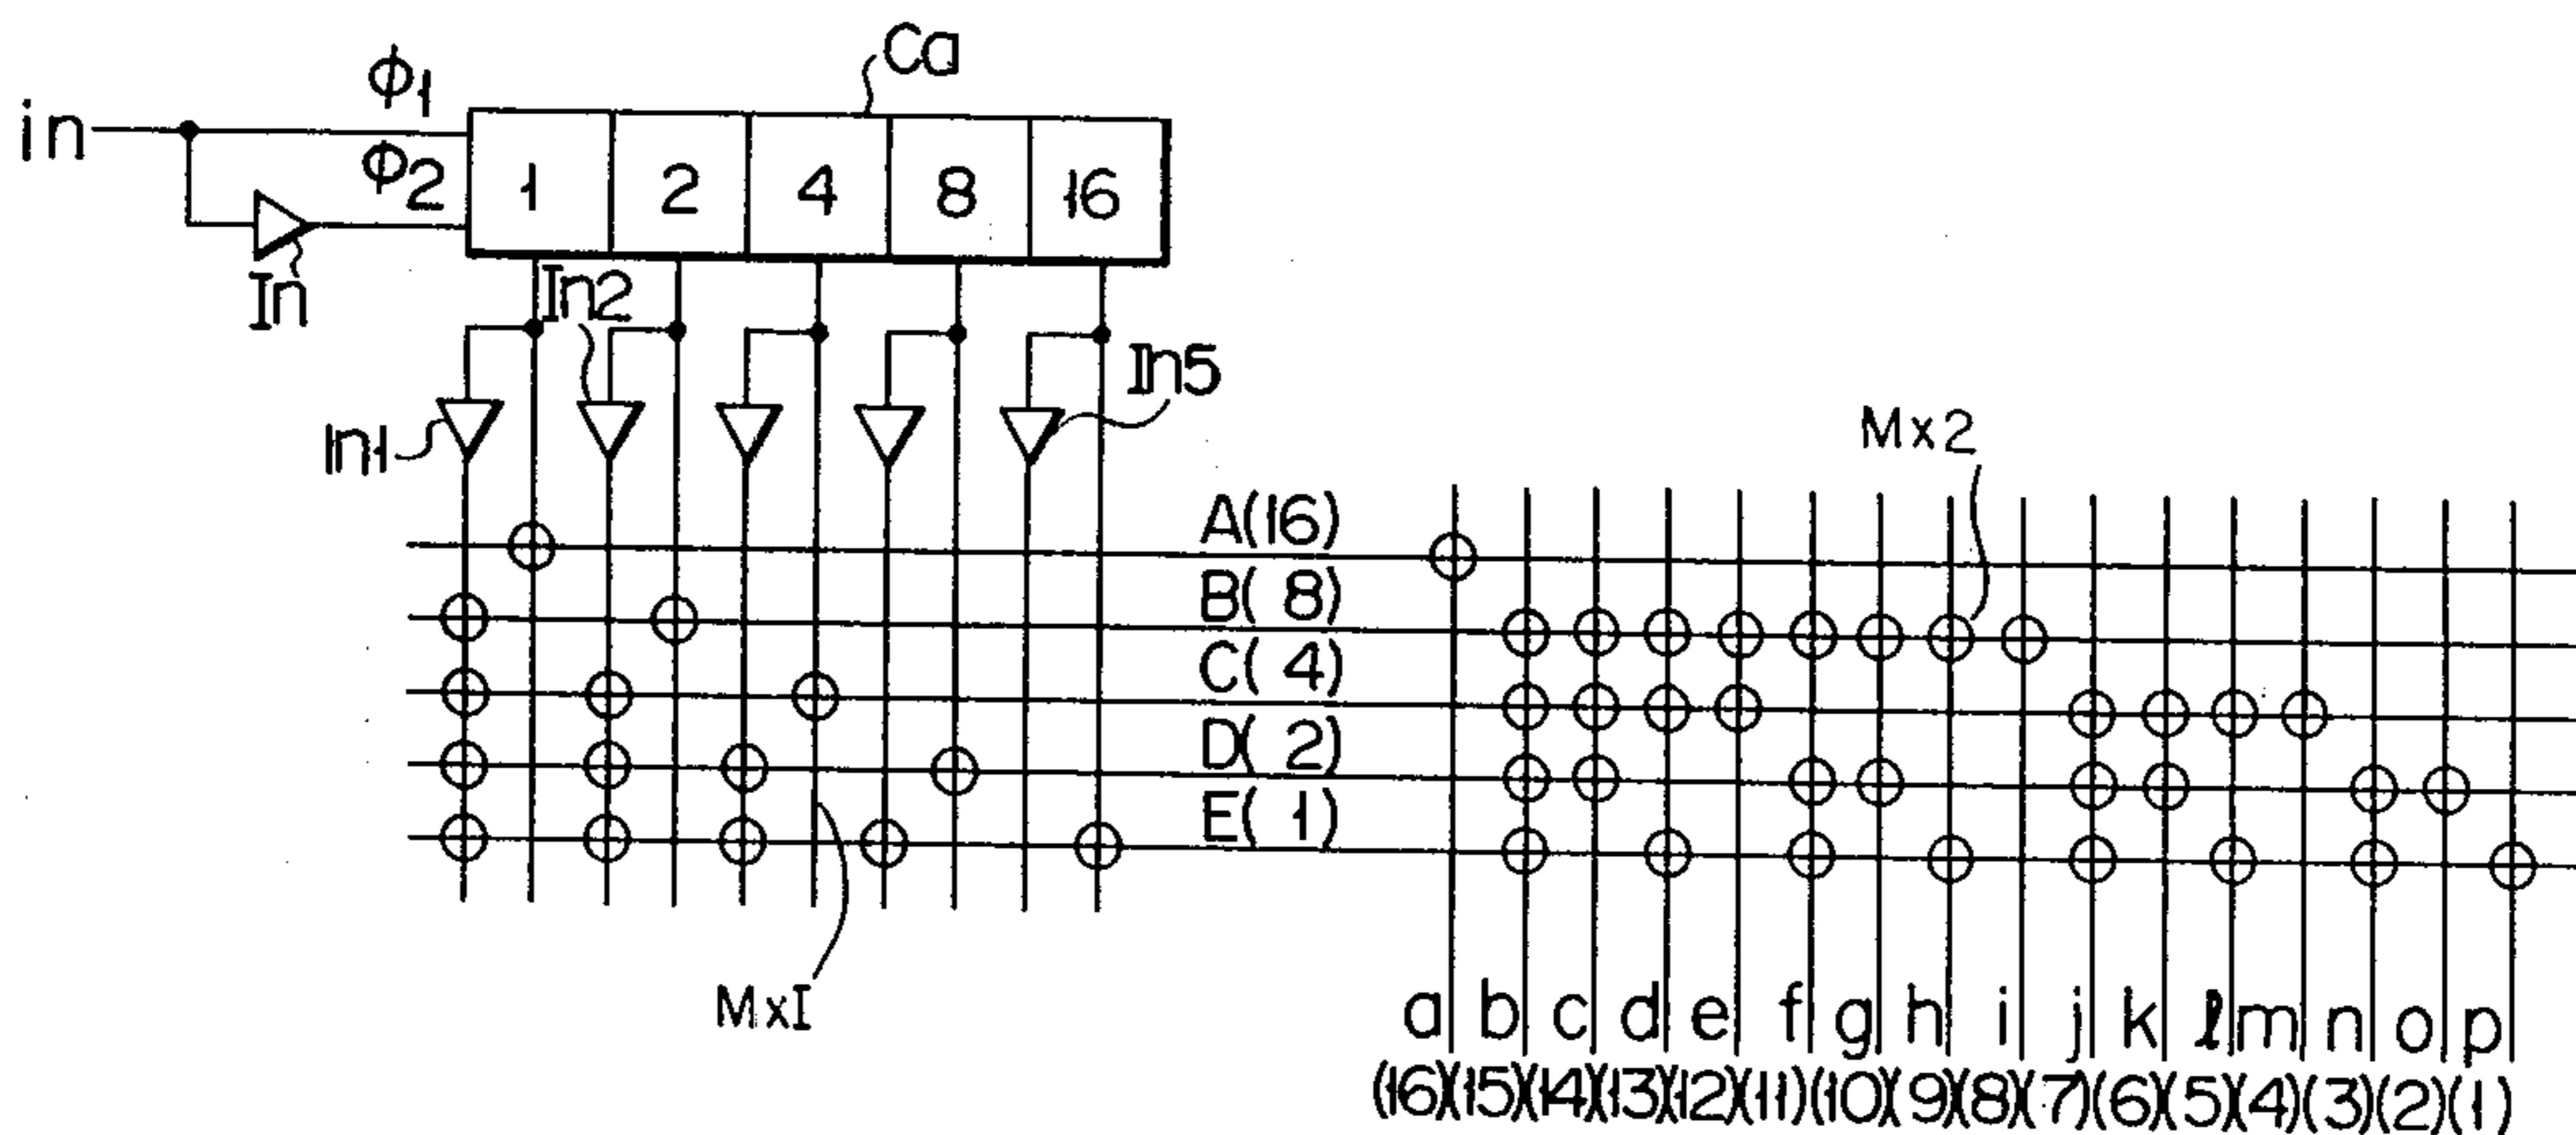 Ca
in
ϕ1
ϕ2
1 2 4 8 16
In
In2
In1
In5
Mx2
A(16)
B( 8)
C( 4)
D( 2)
E( 1)
MxI
a b c d e f g h i j k ℓ m n o p
(16)(15)(14)(13)(12)(11)(10)(9)(8)(7)(6)(5)(4)(3)(2)(1)